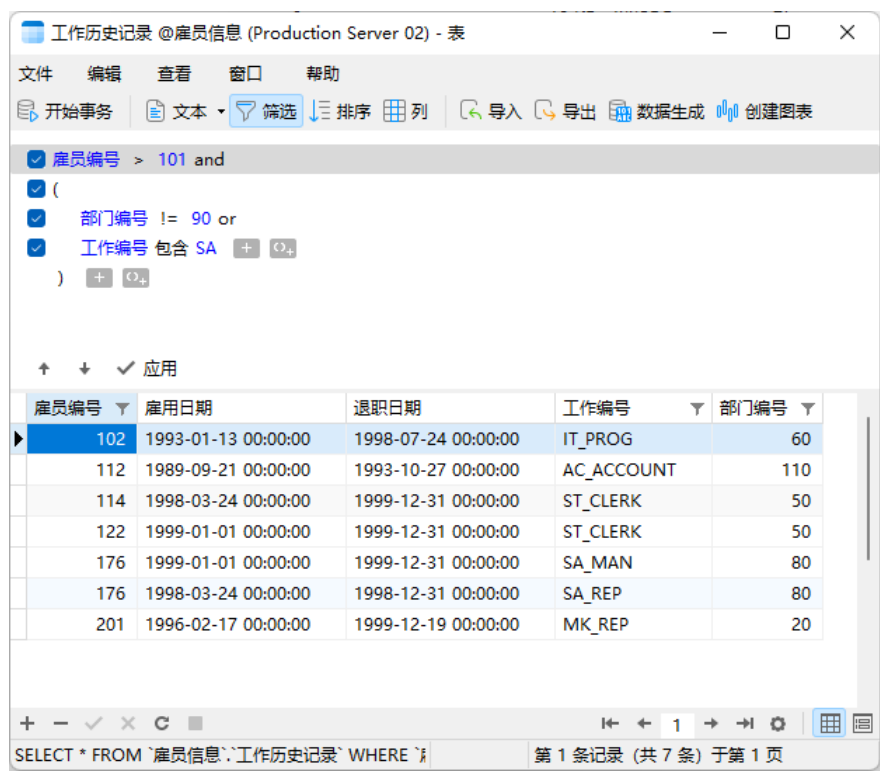 工作历史记录 @雇员信息 (Production Server 02) - 表
文件 编辑 查看 窗口 帮助
开始事务 文本 筛选 排序 列 导入 导出 数据生成 创建图表
雇员编号 > 101 and
(
部门编号 != 90 or
工作编号 包含 SA
)
应用
雇员编号 雇用日期 退职日期 工作编号 部门编号
102 1993-01-13 00:00:00 1998-07-24 00:00:00 IT_PROG 60
112 1989-09-21 00:00:00 1993-10-27 00:00:00 AC_ACCOUNT 110
114 1998-03-24 00:00:00 1999-12-31 00:00:00 ST_CLERK 50
122 1999-01-01 00:00:00 1999-12-31 00:00:00 ST_CLERK 50
176 1999-01-01 00:00:00 1999-12-31 00:00:00 SA_MAN 80
176 1998-03-24 00:00:00 1998-12-31 00:00:00 SA_REP 80
201 1996-02-17 00:00:00 1999-12-19 00:00:00 MK_REP 20
1
SELECT * FROM `雇员信息`.`工作历史记录` WHERE ` 第 1 条记录 (共 7 条) 于第 1 页